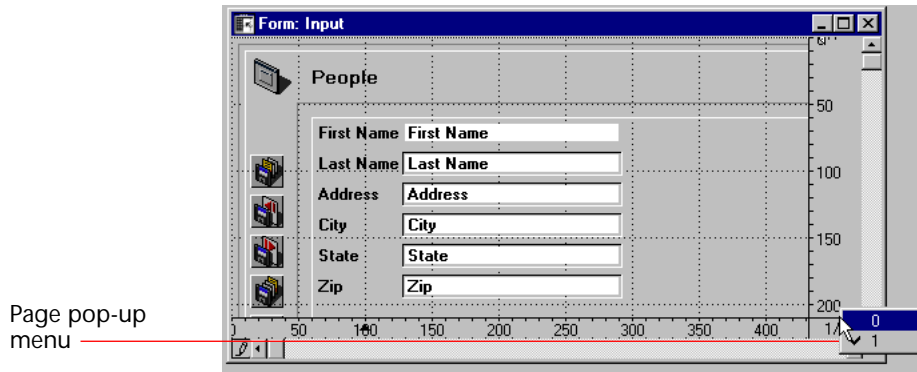 Form: Input
People
50
First Name First Name
Last Name Last Name
100
Address Address
City City
150
State State
Zip Zip
200
Page pop-up
menu
0 50 100 150 200 250 300 350 400 1/
0
1